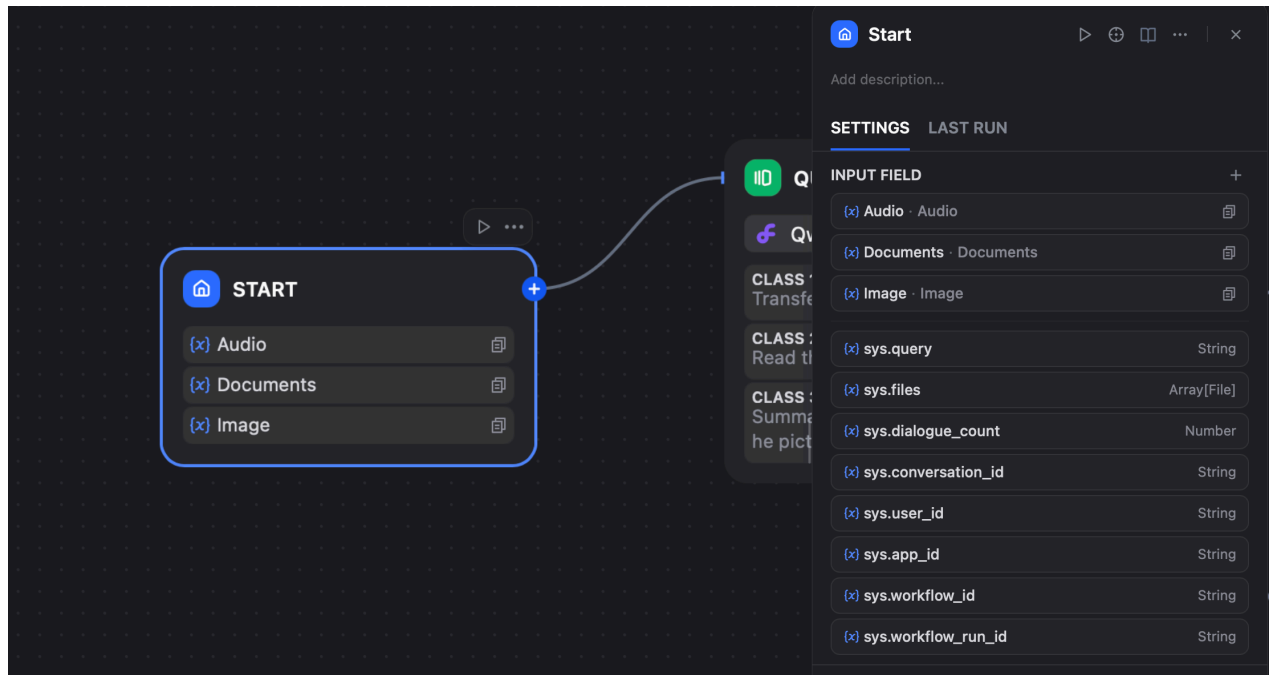 START
{x} Audio
{x} Documents
{x} Image
CLASS
Transfe
CLASS
Read th
CLASS
Summa
he pict
Start
Add description...
SETTINGS LAST RUN
INPUT FIELD
{x} Audio · Audio
{x} Documents · Documents
{x} Image · Image
{x} sys.query String
{x} sys.files Array[File]
{x} sys.dialogue_count Number
{x} sys.conversation_id String
{x} sys.user_id String
{x} sys.app_id String
{x} sys.workflow_id String
{x} sys.workflow_run_id String